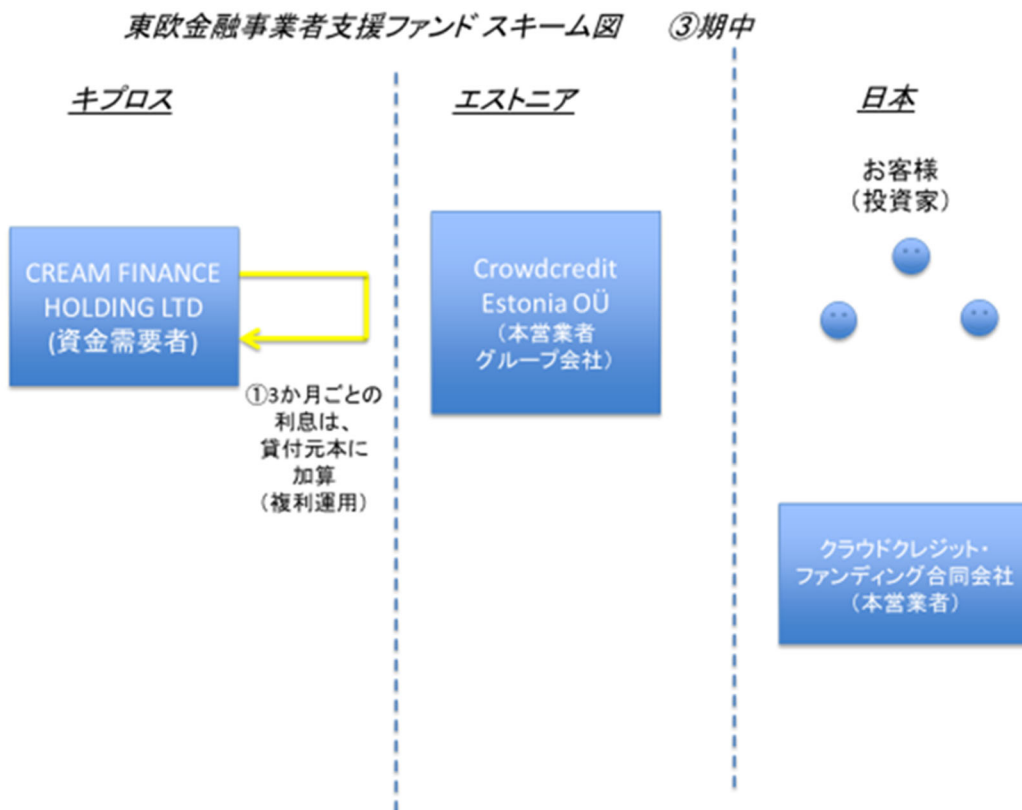 東欧金融事業者支援ファンド スキーム図 ③期中
キプロス
エストニア
日本
お客様
（投資家）
CREAM FINANCE
HOLDING LTD
(資金需要者)
Crowdcredit
Estonia OÜ
（本営業者
グループ会社）
①3か月ごとの
利息は、
貸付元本に
加算
（複利運用）
クラウドクレジット・
ファンディング合同会社
（本営業者）